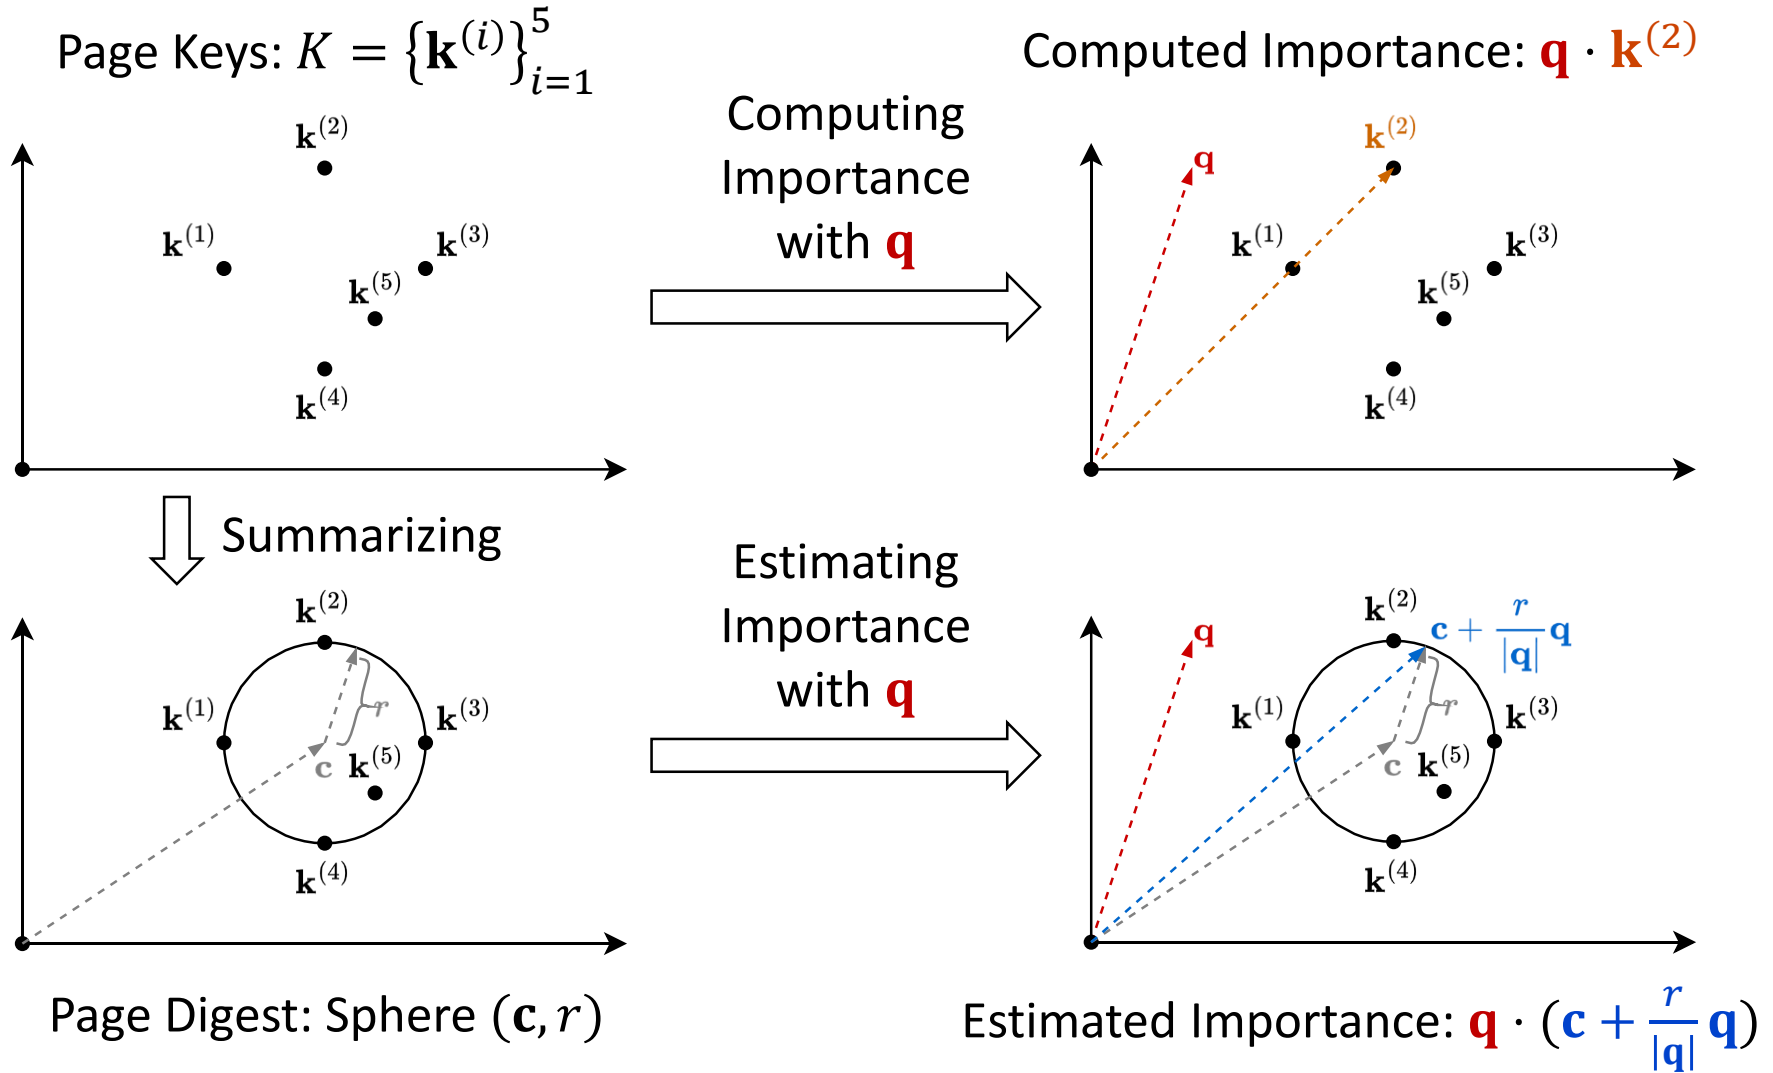 Page Keys: K = {𝐤^(i)}_{i=1}^5
𝐤^(2)
𝐤^(1)
𝐤^(3)
𝐤^(5)
𝐤^(4)
Computing
Importance
with 𝐪
Computed Importance: 𝐪 · 𝐤^(2)
𝐤^(2)
𝐪
𝐤^(1)
𝐤^(3)
𝐤^(5)
𝐤^(4)
Summarizing
𝐤^(2)
𝐤^(1)
r
𝐤^(3)
𝐜
𝐤^(5)
𝐤^(4)
Page Digest: Sphere (𝐜, r)
Estimating
Importance
with 𝐪
𝐤^(2)
𝐜 + r/|𝐪| 𝐪
𝐪
𝐤^(1)
r
𝐤^(3)
𝐜
𝐤^(5)
𝐤^(4)
Estimated Importance: 𝐪 · (𝐜 + r/|𝐪| 𝐪)